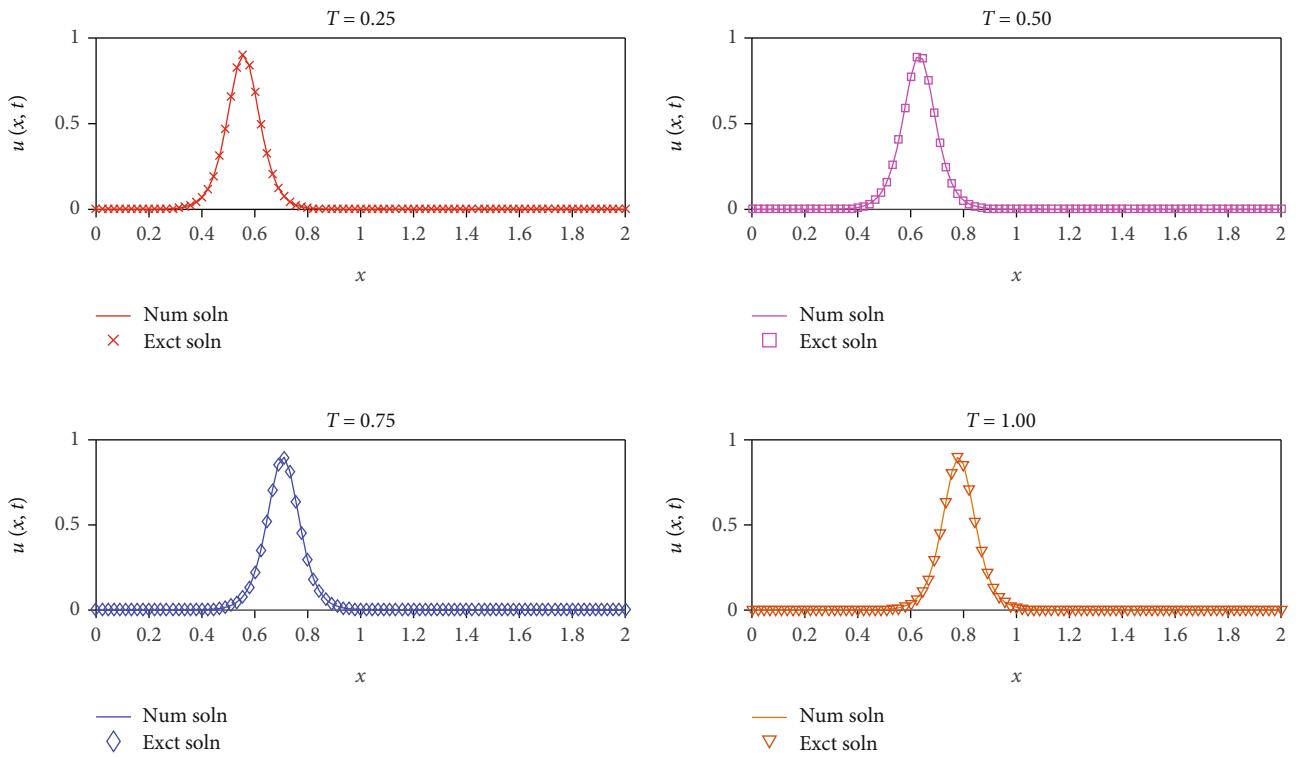 T = 0.25
1
0.5
0
u (x, t)
0 0.2 0.4 0.6 0.8 1 1.2 1.4 1.6 1.8 2
x
Num soln
Exct soln
T = 0.50
1
0.5
0
u (x, t)
0 0.2 0.4 0.6 0.8 1 1.2 1.4 1.6 1.8 2
x
Num soln
Exct soln
T = 0.75
1
0.5
0
u (x, t)
0 0.2 0.4 0.6 0.8 1 1.2 1.4 1.6 1.8 2
x
Num soln
Exct soln
T = 1.00
1
0.5
0
u (x, t)
0 0.2 0.4 0.6 0.8 1 1.2 1.4 1.6 1.8 2
x
Num soln
Exct soln